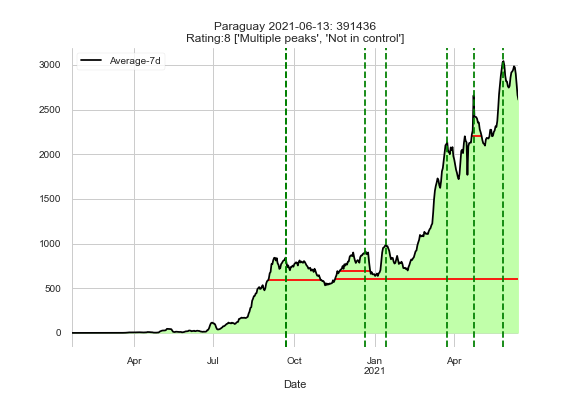 Paraguay 2021-06-13: 391436
Rating:8 ['Multiple peaks', 'Not in control']
Average-7d
3000
2500
2000
1500
1000
500
0
Apr
Jul
Oct
Jan
2021
Apr
Date